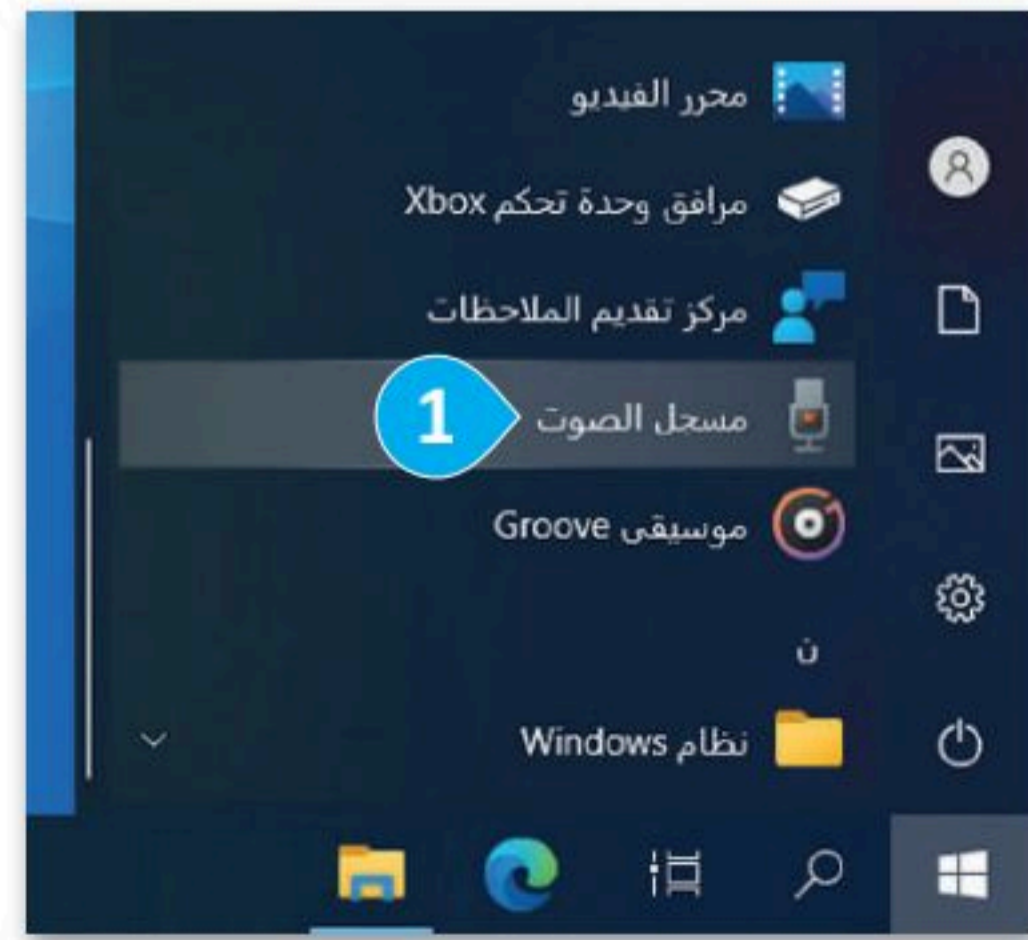 محرر الفيديو
مرافق وحدة تحكم Xbox
مركز تقديم الملاحظات
مسجل الصوت
1
موسيقى Groove
ن
نظام Windows